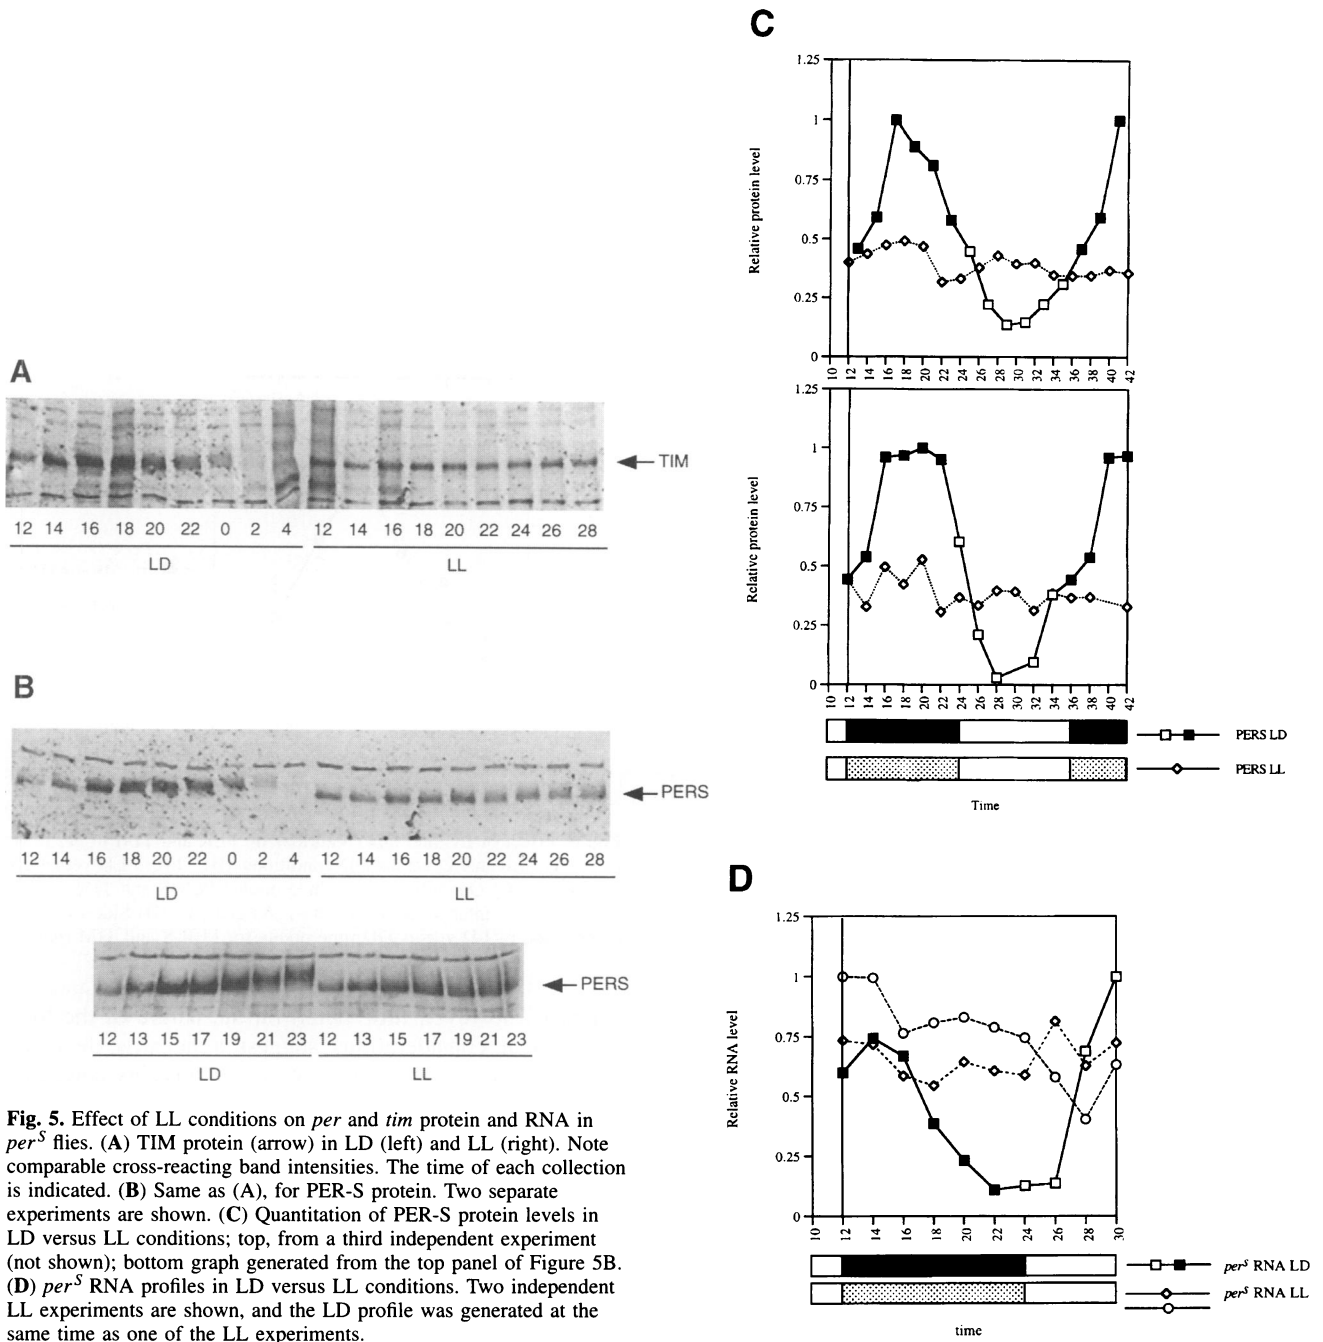 A
TIM
12 14 16 18 20 22 0 2 4 12 14 16 18 20 22 24 26 28
LD LL
B
PERS
12 14 16 18 20 22 0 2 4 12 14 16 18 20 22 24 26 28
LD LL
PERS
12 13 15 17 19 21 23 12 13 15 17 19 21 23
LD LL
Fig. 5. Effect of LL conditions on per and tim protein and RNA in
perS flies. (A) TIM protein (arrow) in LD (left) and LL (right). Note
comparable cross-reacting band intensities. The time of each collection
is indicated. (B) Same as (A), for PER-S protein. Two separate
experiments are shown. (C) Quantitation of PER-S protein levels in
LD versus LL conditions; top, from a third independent experiment
(not shown); bottom graph generated from the top panel of Figure 5B.
(D) perS RNA profiles in LD versus LL conditions. Two independent
LL experiments are shown, and the LD profile was generated at the
same time as one of the LL experiments.
C
1.25
1
0.75
0.5
0.25
0
Relative protein level
10 12 14 16 18 20 22 24 26 28 30 32 34 36 38 40 42
1.25
1
0.75
0.5
0.25
0
Relative protein level
10 12 14 16 18 20 22 24 26 28 30 32 34 36 38 40 42
PERS LD
PERS LL
Time
D
1.25
1
0.75
0.5
0.25
0
Relative RNA level
10 12 14 16 18 20 22 24 26 28 30
perS RNA LD
perS RNA LL
time